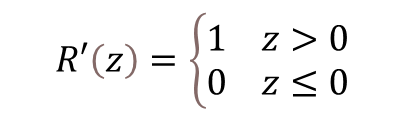 R′(z) = { 1 z > 0
0 z ≤ 0